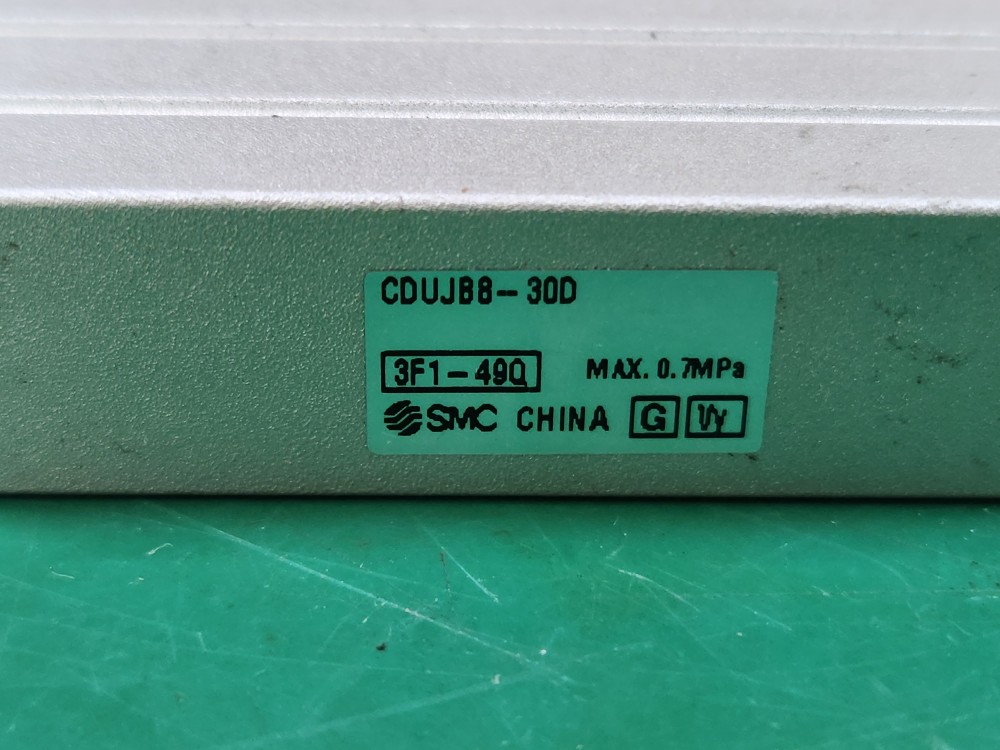 CDUJB8-30D
3F1-49Q MAX. 0.7MPa
SMC CHINA G